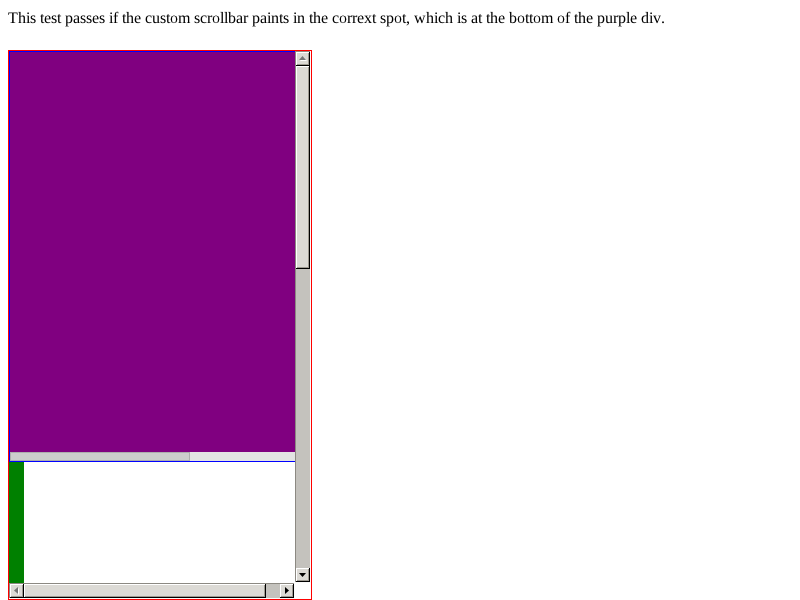 This test passes if the custom scrollbar paints in the corrext spot, which is at the bottom of the purple div.